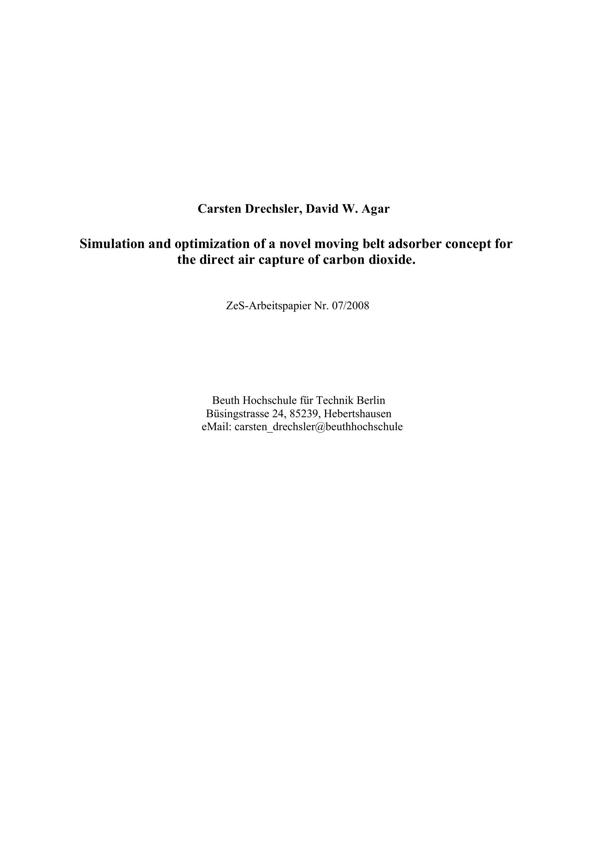 Carsten Drechsler, David W. Agar
Simulation and optimization of a novel moving belt adsorber concept for
the direct air capture of carbon dioxide.
ZeS-Arbeitspapier Nr. 07/2008
Beuth Hochschule für Technik Berlin
Büsingstrasse 24, 85239, Hebertshausen
eMail: carsten_drechsler@beuthhochschule